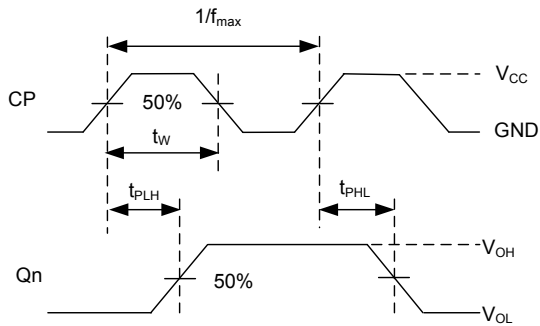 1/fmax
VCC
CP
50%
GND
tW
tPLH
tPHL
VOH
Qn
50%
VOL